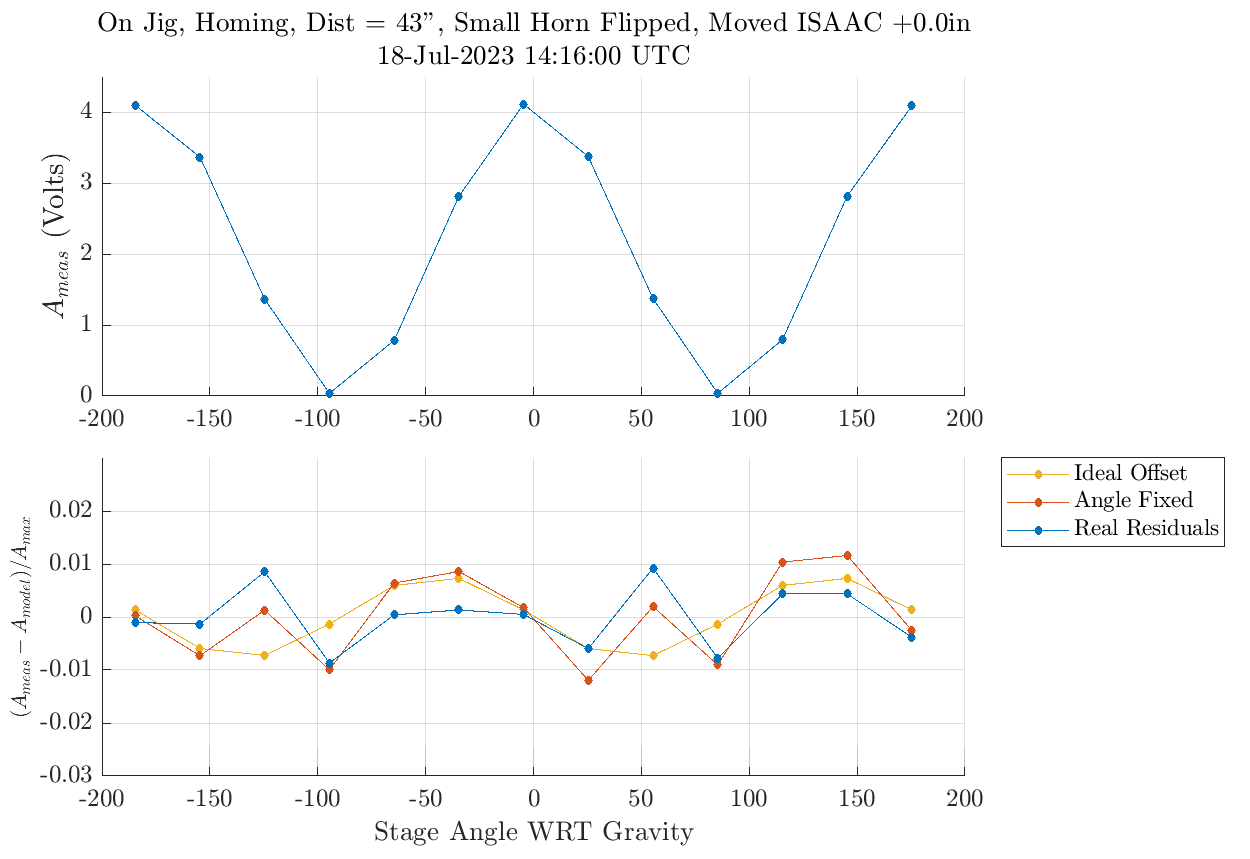 On Jig, Homing, Dist = 43”, Small Horn Flipped, Moved ISAAC +0.0in
18-Jul-2023 14:16:00 UTC
A_meas (Volts)
4
3
2
1
0
-200 -150 -100 -50 0 50 100 150 200
(A_meas − A_model)/A_max
0.02
0.01
0
-0.01
-0.02
-0.03
-200 -150 -100 -50 0 50 100 150 200
Stage Angle WRT Gravity
Ideal Offset
Angle Fixed
Real Residuals